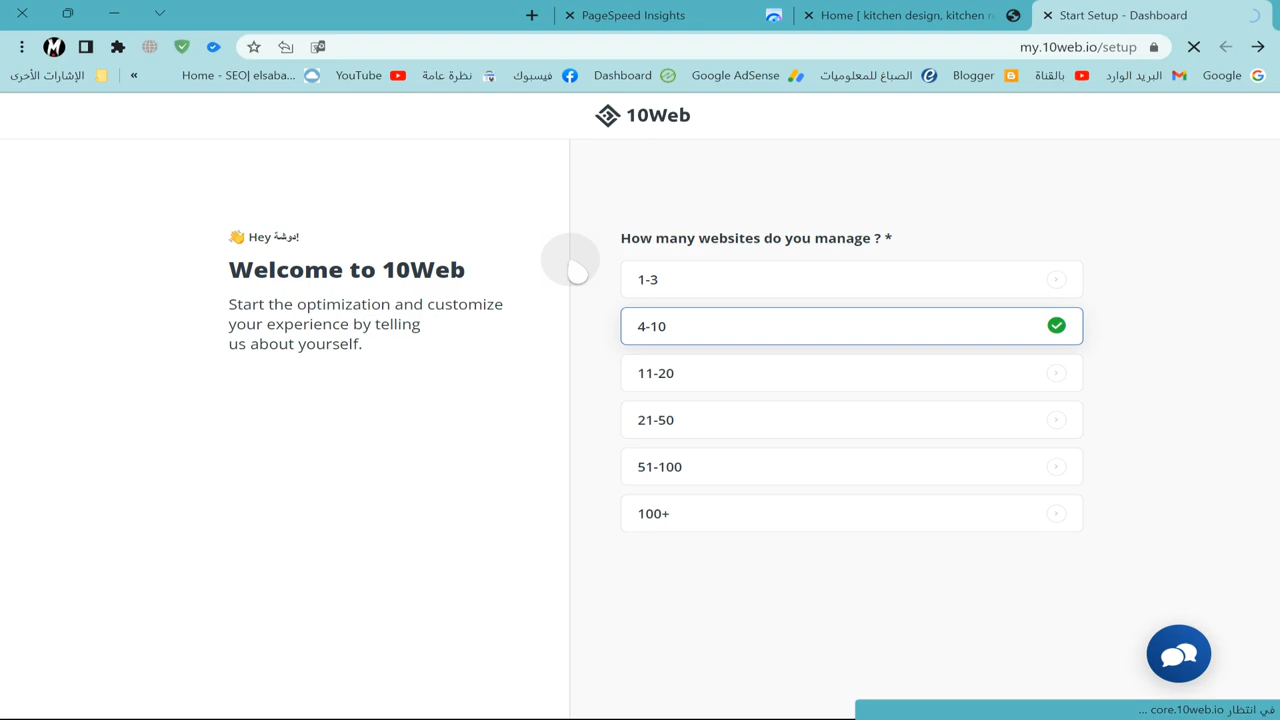 PageSpeed Insights
Home [ kitchen design, kitchen r
Start Setup - Dashboard
my.10web.io/setup
الإشارات الأخرى
»
Home - SEO| elsaba...
YouTube
نظرة عامة
فيسبوك
Dashboard
Google AdSense
الصباغ للمعلوميات
Blogger
بالقناة
البريد الوارد
Google
10Web
👋 Hey دوشة!
Welcome to 10Web
Start the optimization and customize
your experience by telling
us about yourself.
How many websites do you manage ? *
1-3
4-10
11-20
21-50
51-100
100+
في انتظار core.10web.io ...